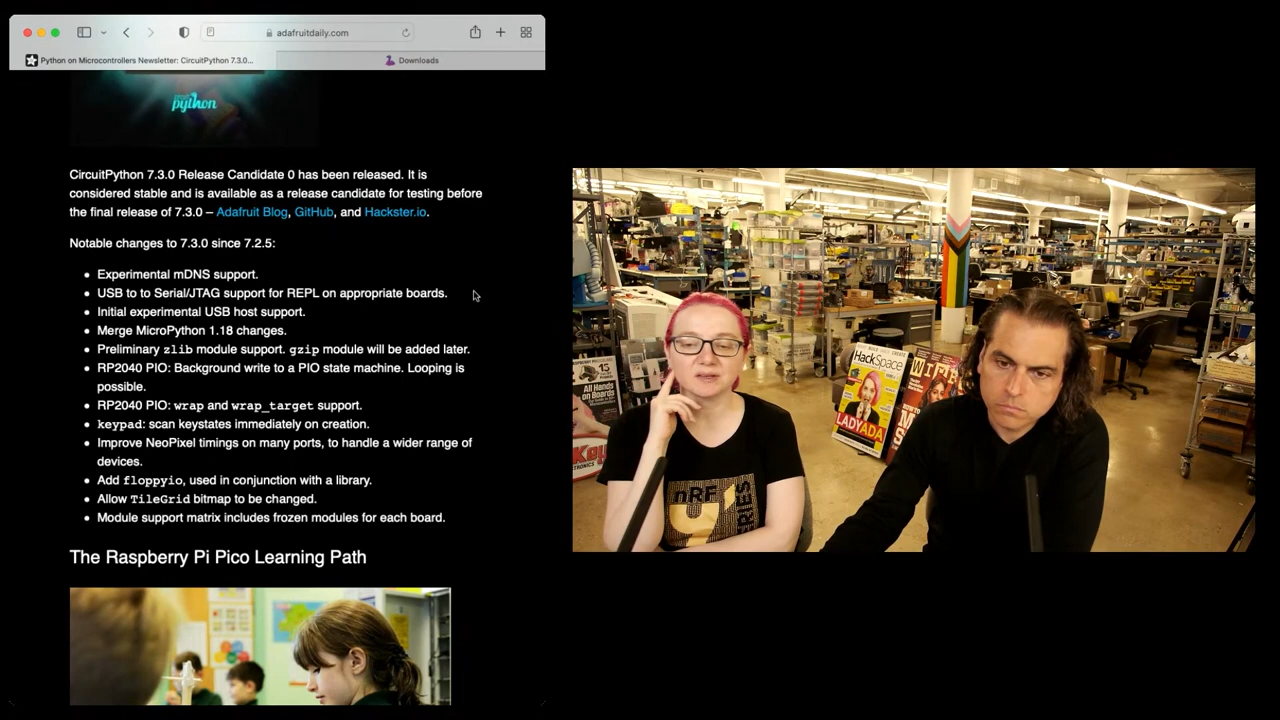 adafruitdaily.com
Python on Microcontrollers Newsletter: CircuitPython 7.3.0...
Downloads
python
CircuitPython 7.3.0 Release Candidate 0 has been released. It is
considered stable and is available as a release candidate for testing before
the final release of 7.3.0 – Adafruit Blog, GitHub, and Hackster.io.
Notable changes to 7.3.0 since 7.2.5:
• Experimental mDNS support.
• USB to to Serial/JTAG support for REPL on appropriate boards.
• Initial experimental USB host support.
• Merge MicroPython 1.18 changes.
• Preliminary zlib module support. gzip module will be added later.
• RP2040 PIO: Background write to a PIO state machine. Looping is
possible.
• RP2040 PIO: wrap and wrap_target support.
• keypad: scan keystates immediately on creation.
• Improve NeoPixel timings on many ports, to handle a wider range of
devices.
• Add floppyio, used in conjunction with a library.
• Allow TileGrid bitmap to be changed.
• Module support matrix includes frozen modules for each board.
The Raspberry Pi Pico Learning Path
All Hands
on Boards
HackSpace
LADYADA